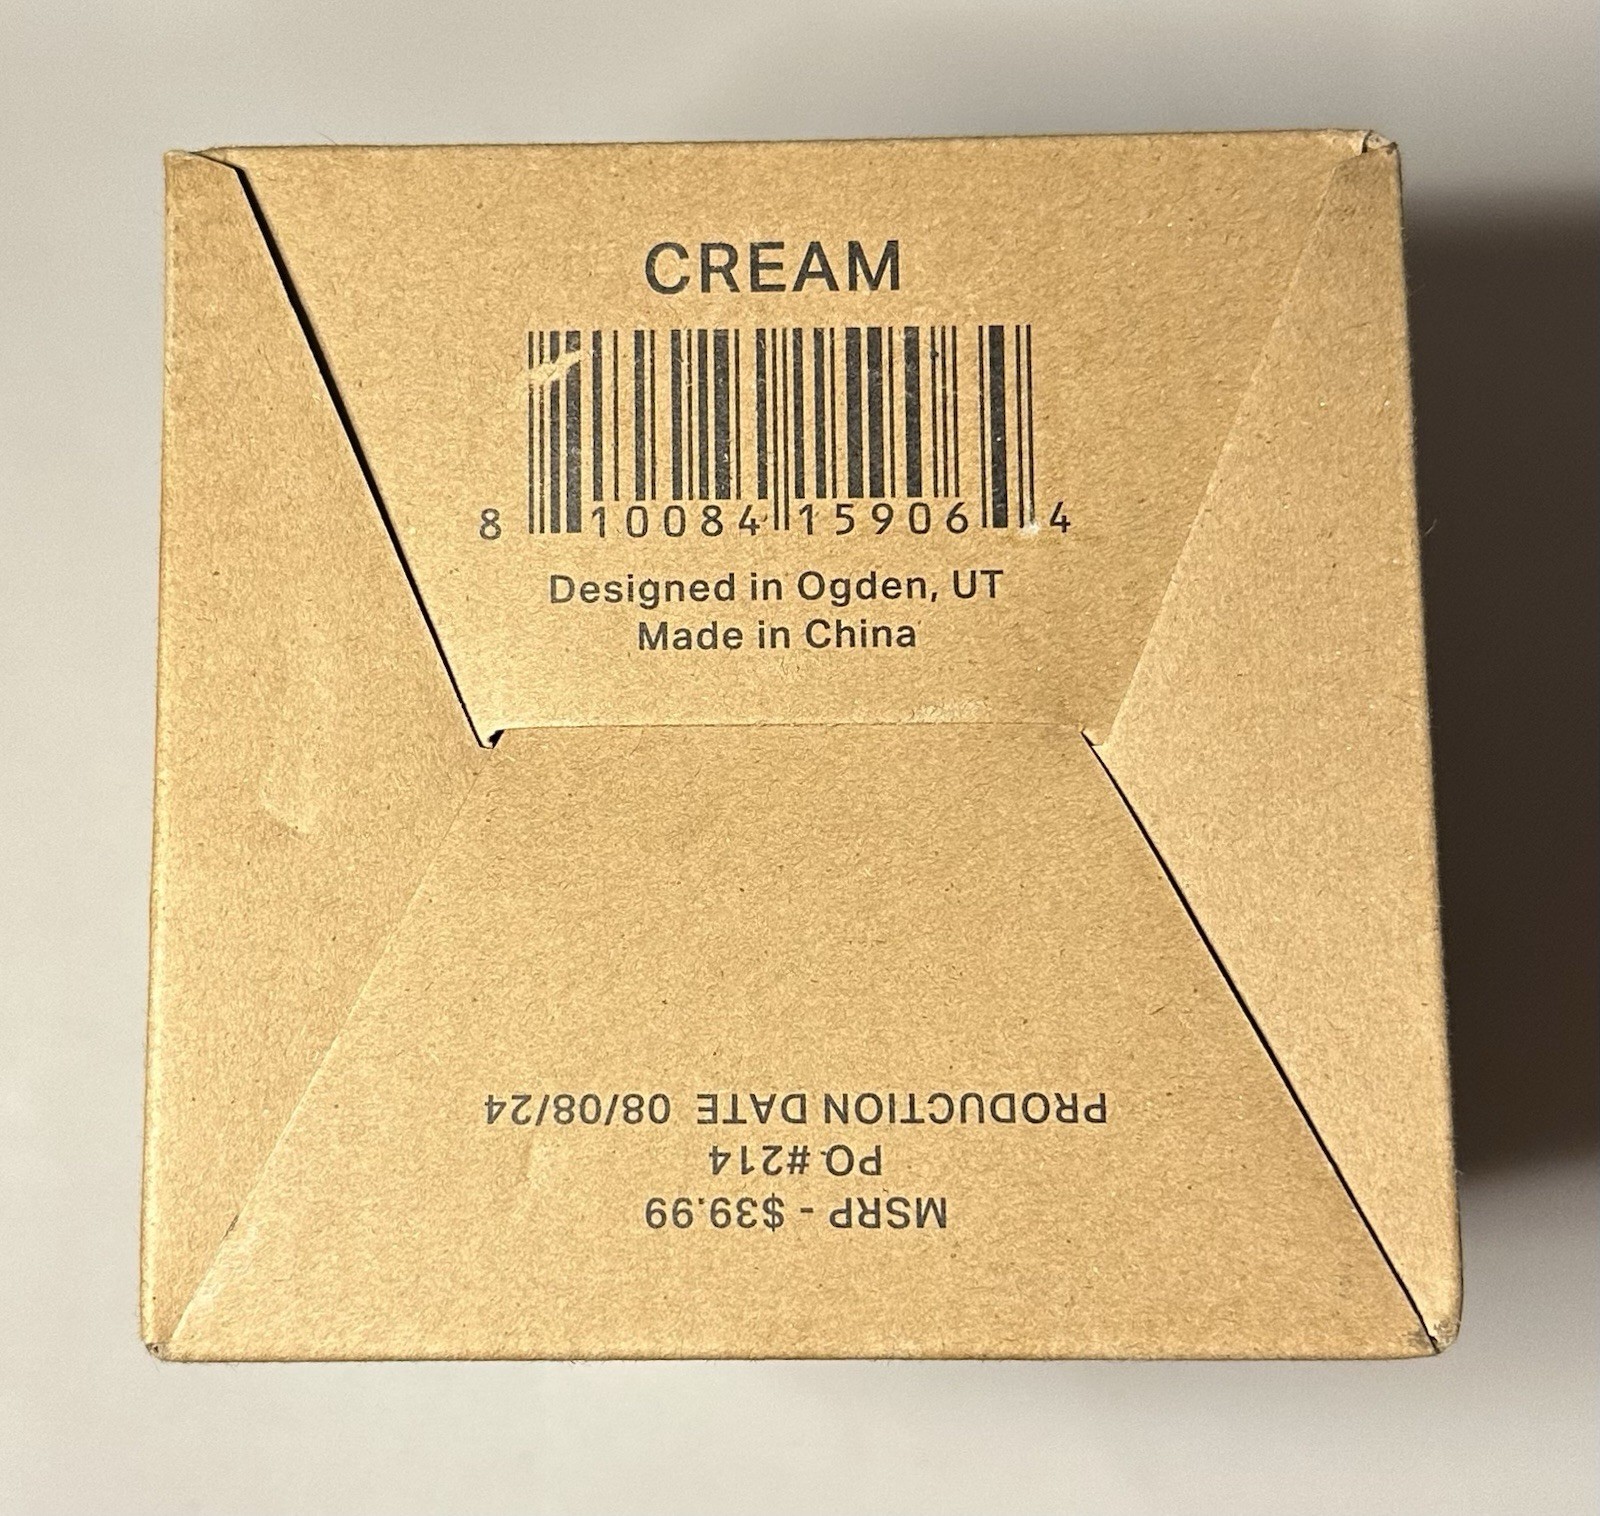 CREAM
8 10084 15906 4
Designed in Ogden, UT
Made in China
MSRP - $39.99
PO #214
PRODUCTION DATE 08/08/24